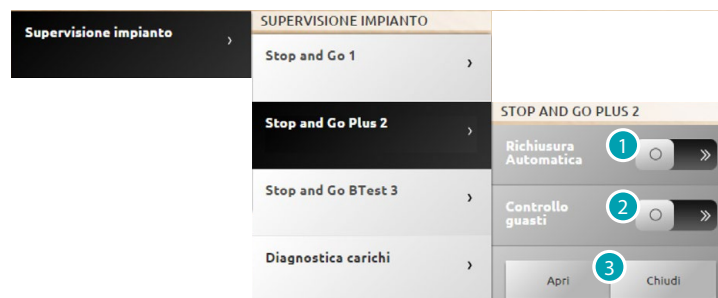 Supervisione impianto
SUPERVISIONE IMPIANTO
Stop and Go 1
Stop and Go Plus 2
Stop and Go BTest 3
Diagnostica carichi
STOP AND GO PLUS 2
Richiusura
Automatica
1
Controllo
guasti
2
Apri
3
Chiudi